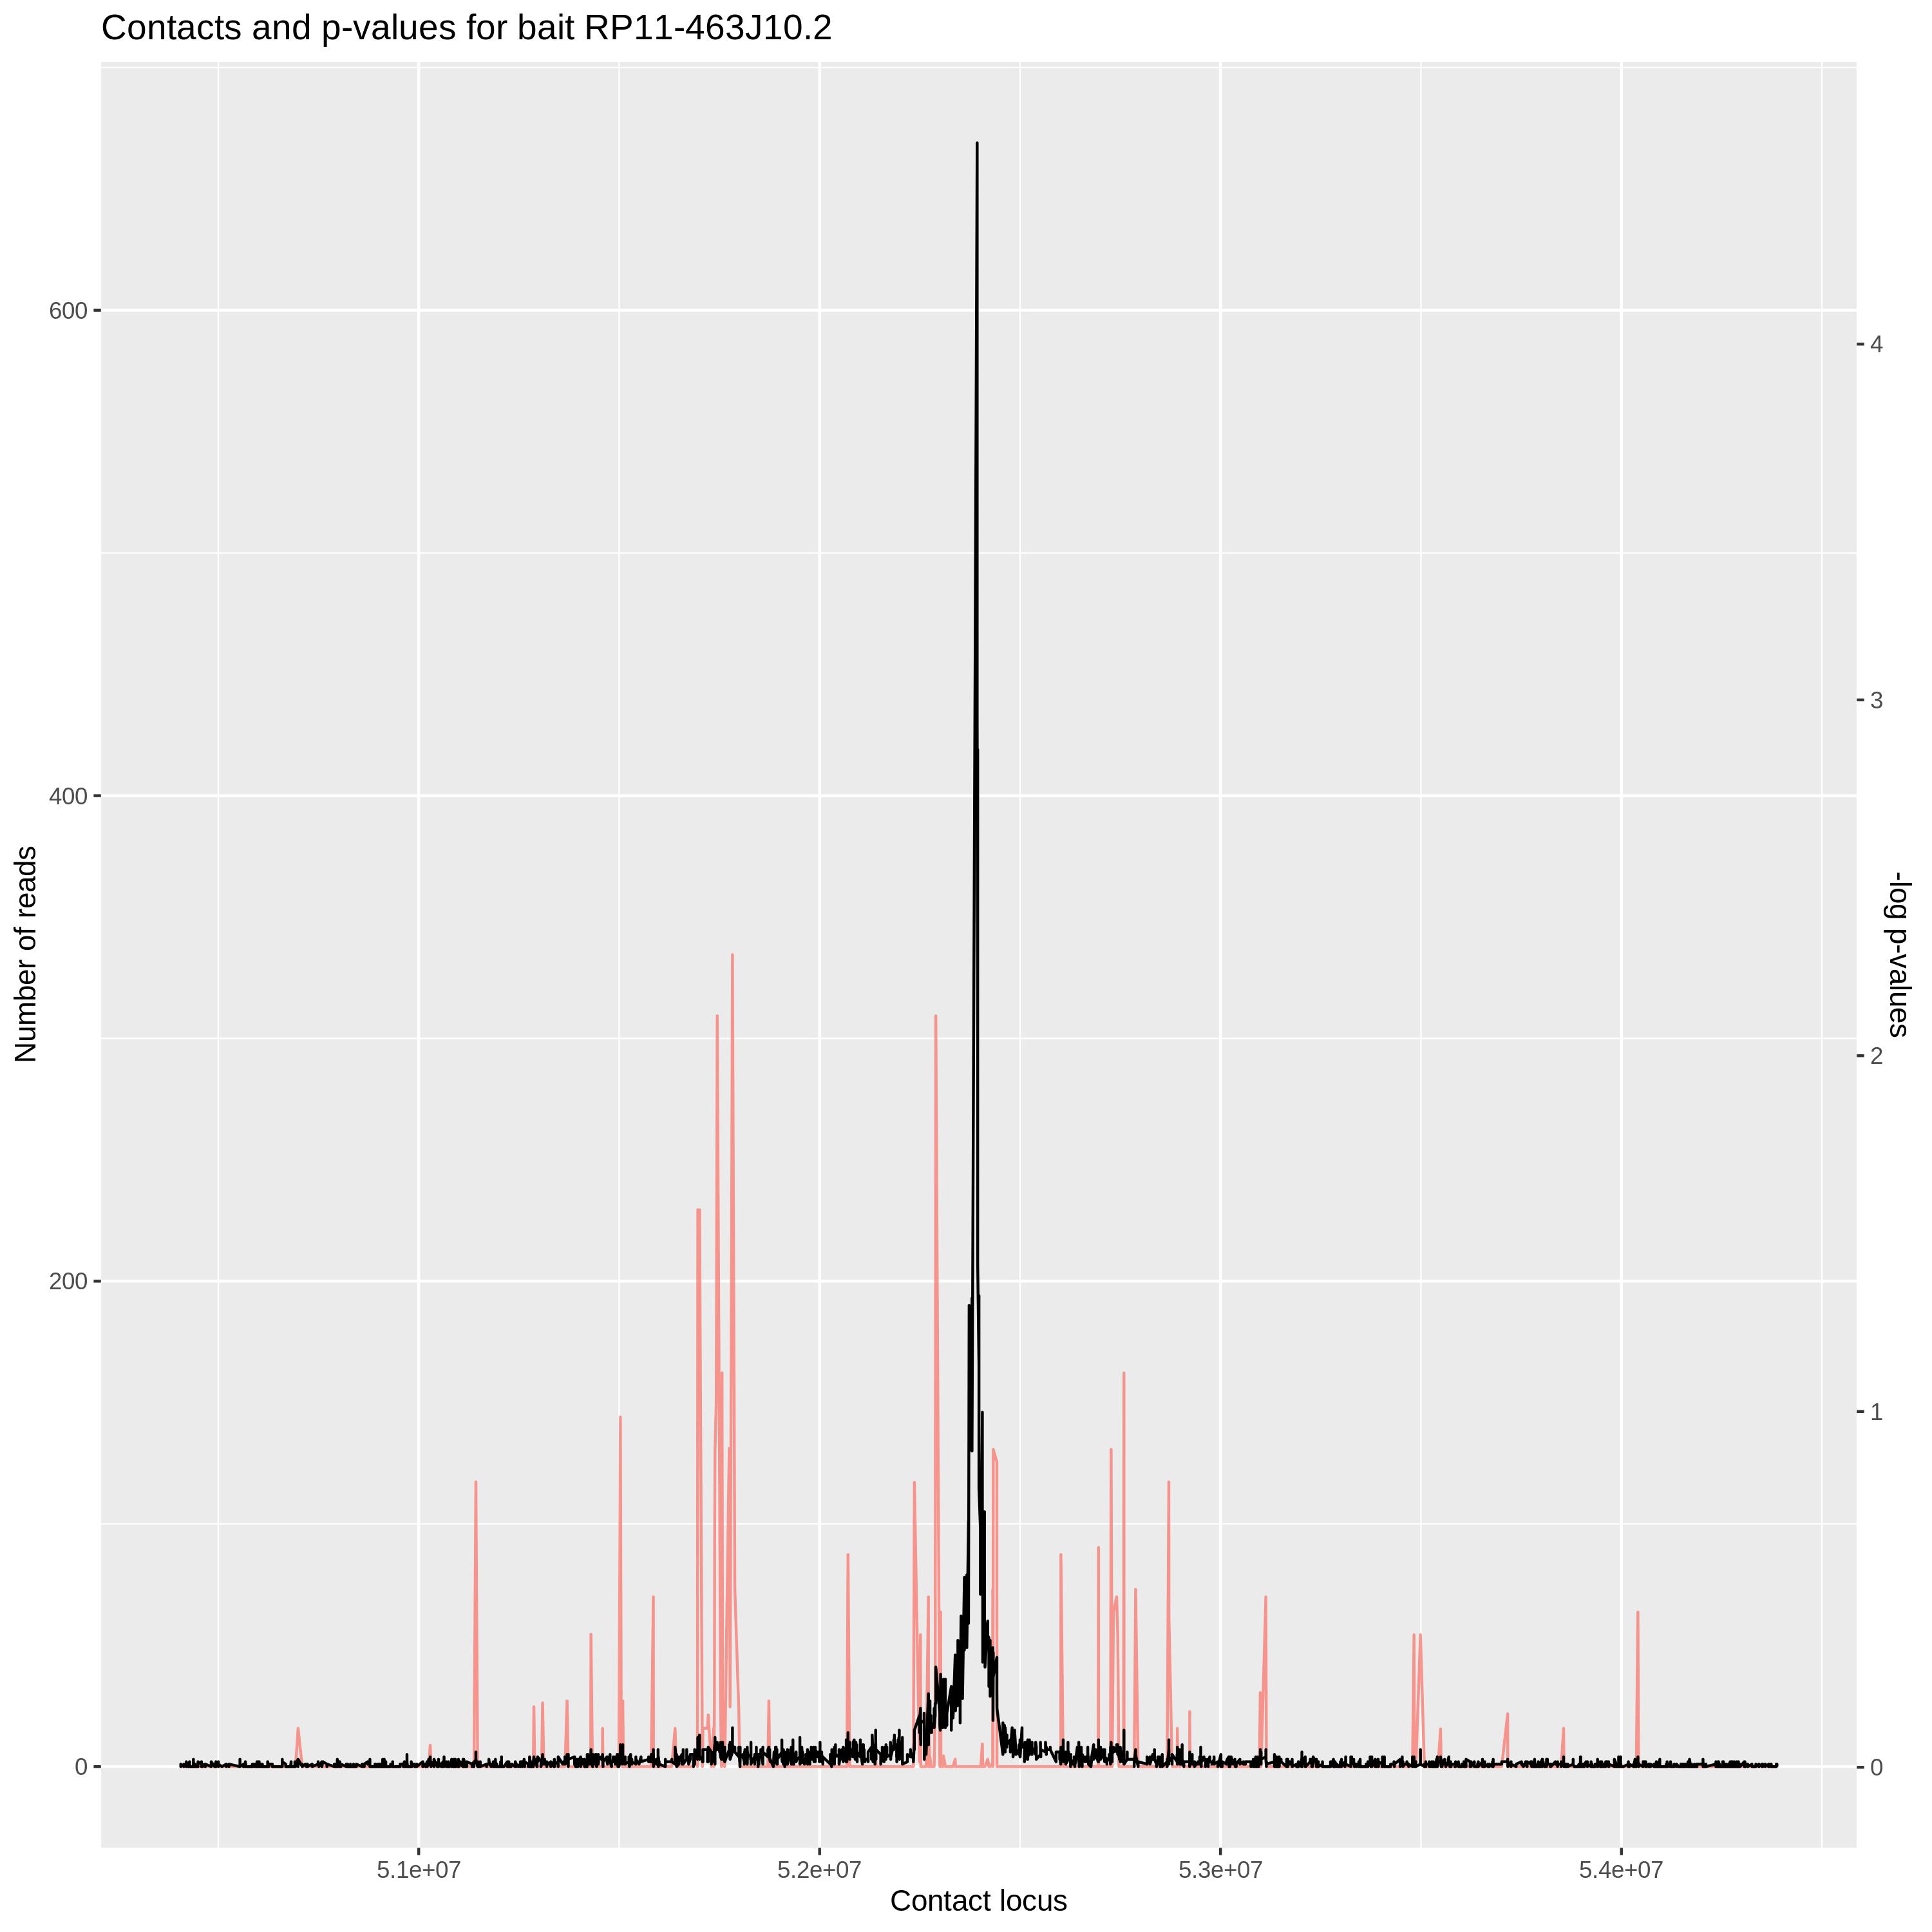 Contacts and p-values for bait RP11-463J10.2
600
400
200
0
Number of reads
4
3
2
1
0
-log p-values
5.1e+07 5.2e+07 5.3e+07 5.4e+07
Contact locus